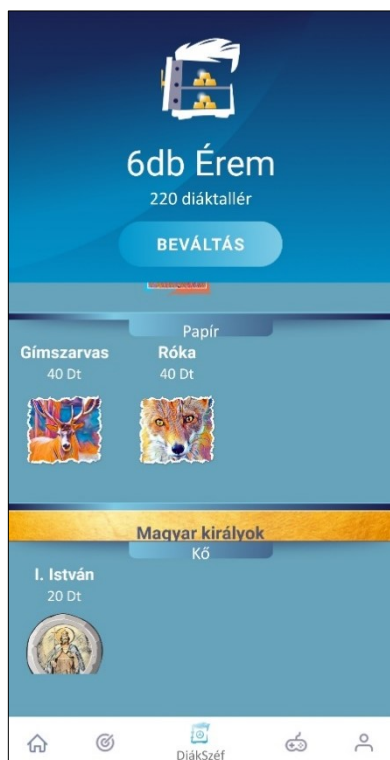 6db Érem
220 diáktallér
BEVÁLTÁS
Papír
Gímszarvas Róka
40 Dt 40 Dt
Magyar királyok
Kő
I. István
20 Dt
DiákSzéf